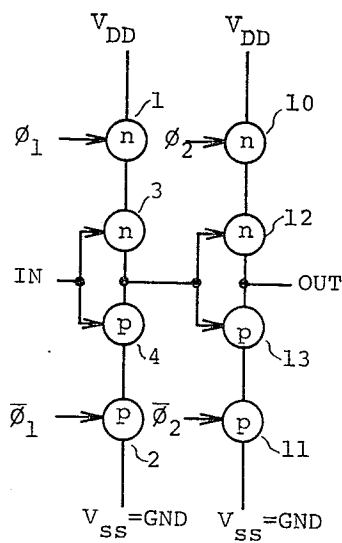 V_DD V_DD
1 10
Ø_1 n Ø_2 n
3 12
n n
IN OUT
p p
4 13
Ø̅_1 p Ø̅_2 p
2 11
V_SS=GND V_SS=GND